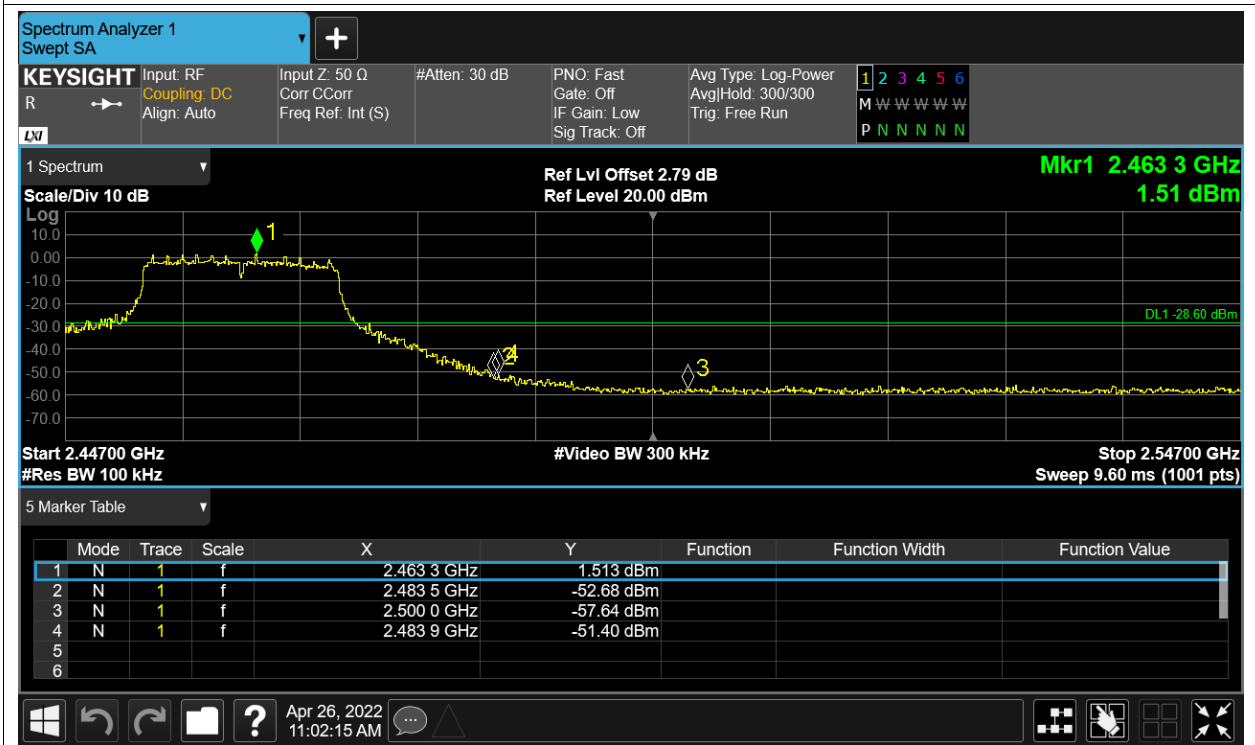 Spectrum Analyzer 1
Swept SA
KEYSIGHT Input: RF Input Z: 50 Ω #Atten: 30 dB PNO: Fast Avg Type: Log-Power 1 2 3 4 5 6
R Coupling: DC Corr CCorr Gate: Off Avg|Hold: 300/300 M W W W W W
Align: Auto Freq Ref: Int (S) IF Gain: Low Trig: Free Run
LXI Sig Track: Off P N N N N N
1 Spectrum Ref Lvl Offset 2.79 dB Mkr1 2.463 3 GHz
Scale/Div 10 dB Ref Level 20.00 dBm 1.51 dBm
Log
10.0
1
0.00
-10.0
-20.0
DL1 -28.60 dBm
-30.0
-40.0
2 4
-50.0
3
-60.0
-70.0
Start 2.44700 GHz #Video BW 300 kHz Stop 2.54700 GHz
#Res BW 100 kHz Sweep 9.60 ms (1001 pts)
5 Marker Table
Mode Trace Scale X Y Function Function Width Function Value
1 N 1 f 2.463 3 GHz 1.513 dBm
2 N 1 f 2.483 5 GHz -52.68 dBm
3 N 1 f 2.500 0 GHz -57.64 dBm
4 N 1 f 2.483 9 GHz -51.40 dBm
5
6
? Apr 26, 2022
11:02:15 AM